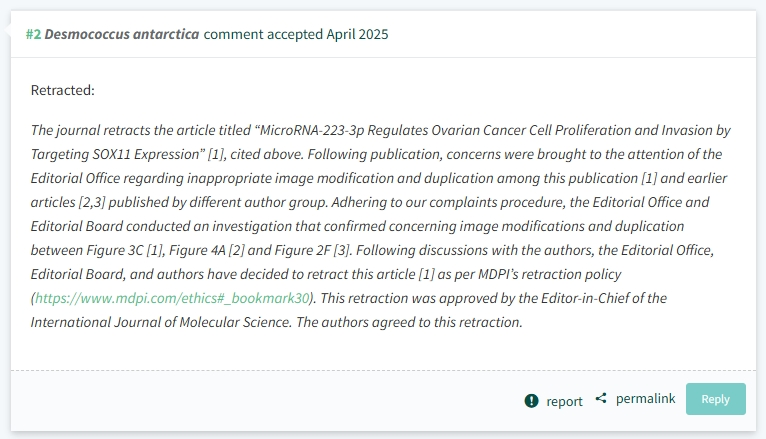 #2 Desmococcus antarctica comment accepted April 2025
Retracted:
The journal retracts the article titled “MicroRNA-223-3p Regulates Ovarian Cancer Cell Proliferation and Invasion by
Targeting SOX11 Expression” [1], cited above. Following publication, concerns were brought to the attention of the
Editorial Office regarding inappropriate image modification and duplication among this publication [1] and earlier
articles [2,3] published by different author group. Adhering to our complaints procedure, the Editorial Office and
Editorial Board conducted an investigation that confirmed concerning image modifications and duplication
between Figure 3C [1], Figure 4A [2] and Figure 2F [3]. Following discussions with the authors, the Editorial Office,
Editorial Board, and authors have decided to retract this article [1] as per MDPI’s retraction policy
(https://www.mdpi.com/ethics#_bookmark30). This retraction was approved by the Editor-in-Chief of the
International Journal of Molecular Science. The authors agreed to this retraction.
report permalink Reply